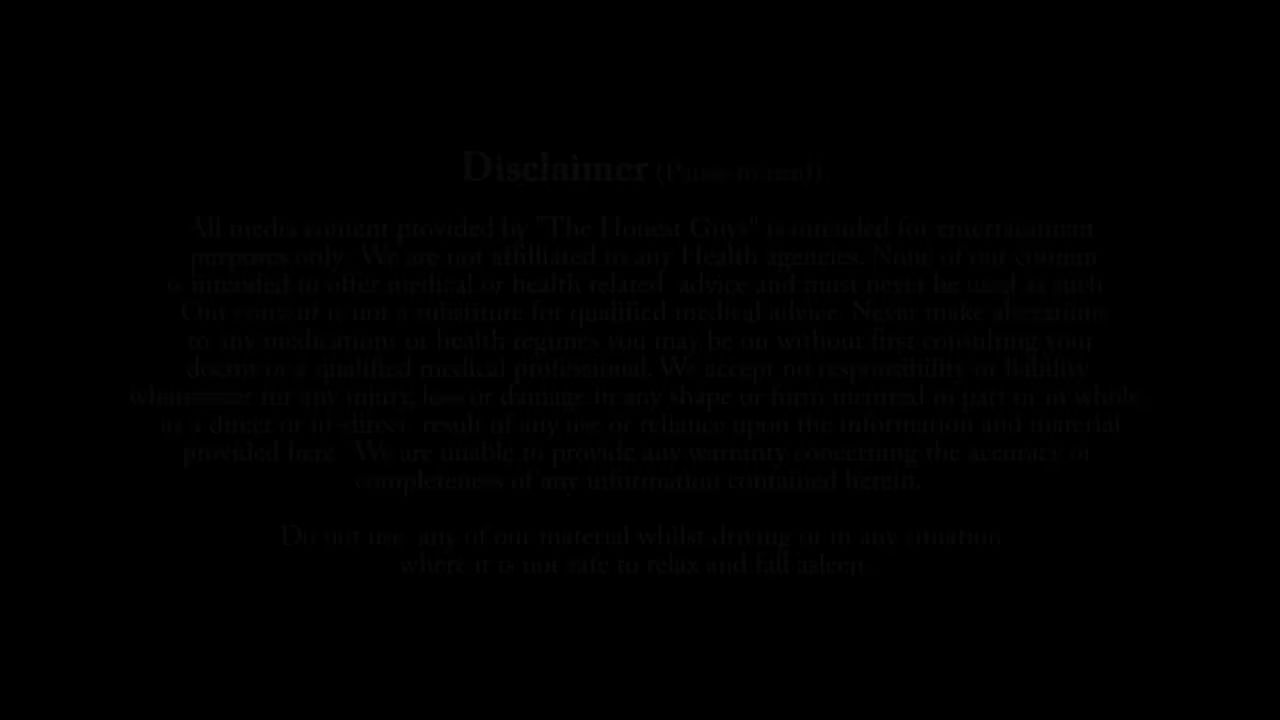 Disclaimer (Pause to read)
All media content provided by "The Honest Guys" is intended for entertainment
purposes only. We are not affilliated to any Health agencies. None of our content
is intended to offer medical or health related advice and must never be used as such.
Our content is not a substitute for qualified medical advice. Never make alterations
to any medications or health regimes you may be on without first consulting your
doctor or a qualified medical professional. We accept no responsibility or liability
whatsoever for any injury, loss or damage in any shape or form incurred in part or in whole,
as a direct or in-direct result of any use or reliance upon the information and material
provided here. We are unable to provide any warranty concerning the accuracy or
completeness of any information contained herein.
Do not use any of our material whilst driving or in any situation
where it is not safe to relax and fall asleep.